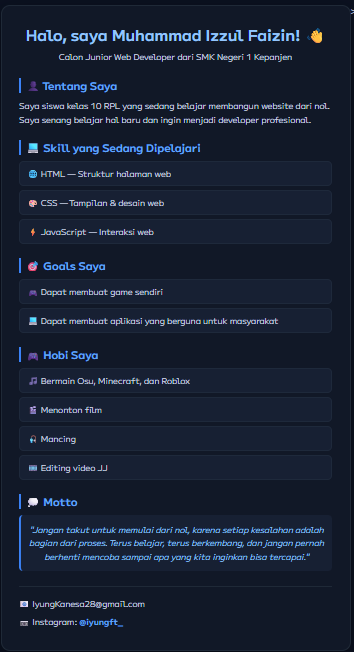 Halo, saya Muhammad Izzul Faizin! 👋
Calon Junior Web Developer dari SMK Negeri 1 Kepanjen
👤 Tentang Saya
Saya siswa kelas 10 RPL yang sedang belajar membangun website dari nol.
Saya senang belajar hal baru dan ingin menjadi developer profesional.
💻 Skill yang Sedang Dipelajari
🌐 HTML — Struktur halaman web
🎨 CSS — Tampilan & desain web
⚡ JavaScript — Interaksi web
🎯 Goals Saya
🎮 Dapat membuat game sendiri
💻 Dapat membuat aplikasi yang berguna untuk masyarakat
🎮 Hobi Saya
🎵 Bermain Osu, Minecraft, dan Roblox
🎬 Menonton film
🎣 Mancing
🎞️ Editing video JJ
💭 Motto
"Jangan takut untuk memulai dari nol, karena setiap kesalahan adalah
bagian dari proses. Terus belajar, terus berkembang, dan jangan pernah
berhenti mencoba sampai apa yang kita inginkan bisa tercapai."
📧 IyungKanesa28@gmail.com
📷 Instagram: @iyungft_